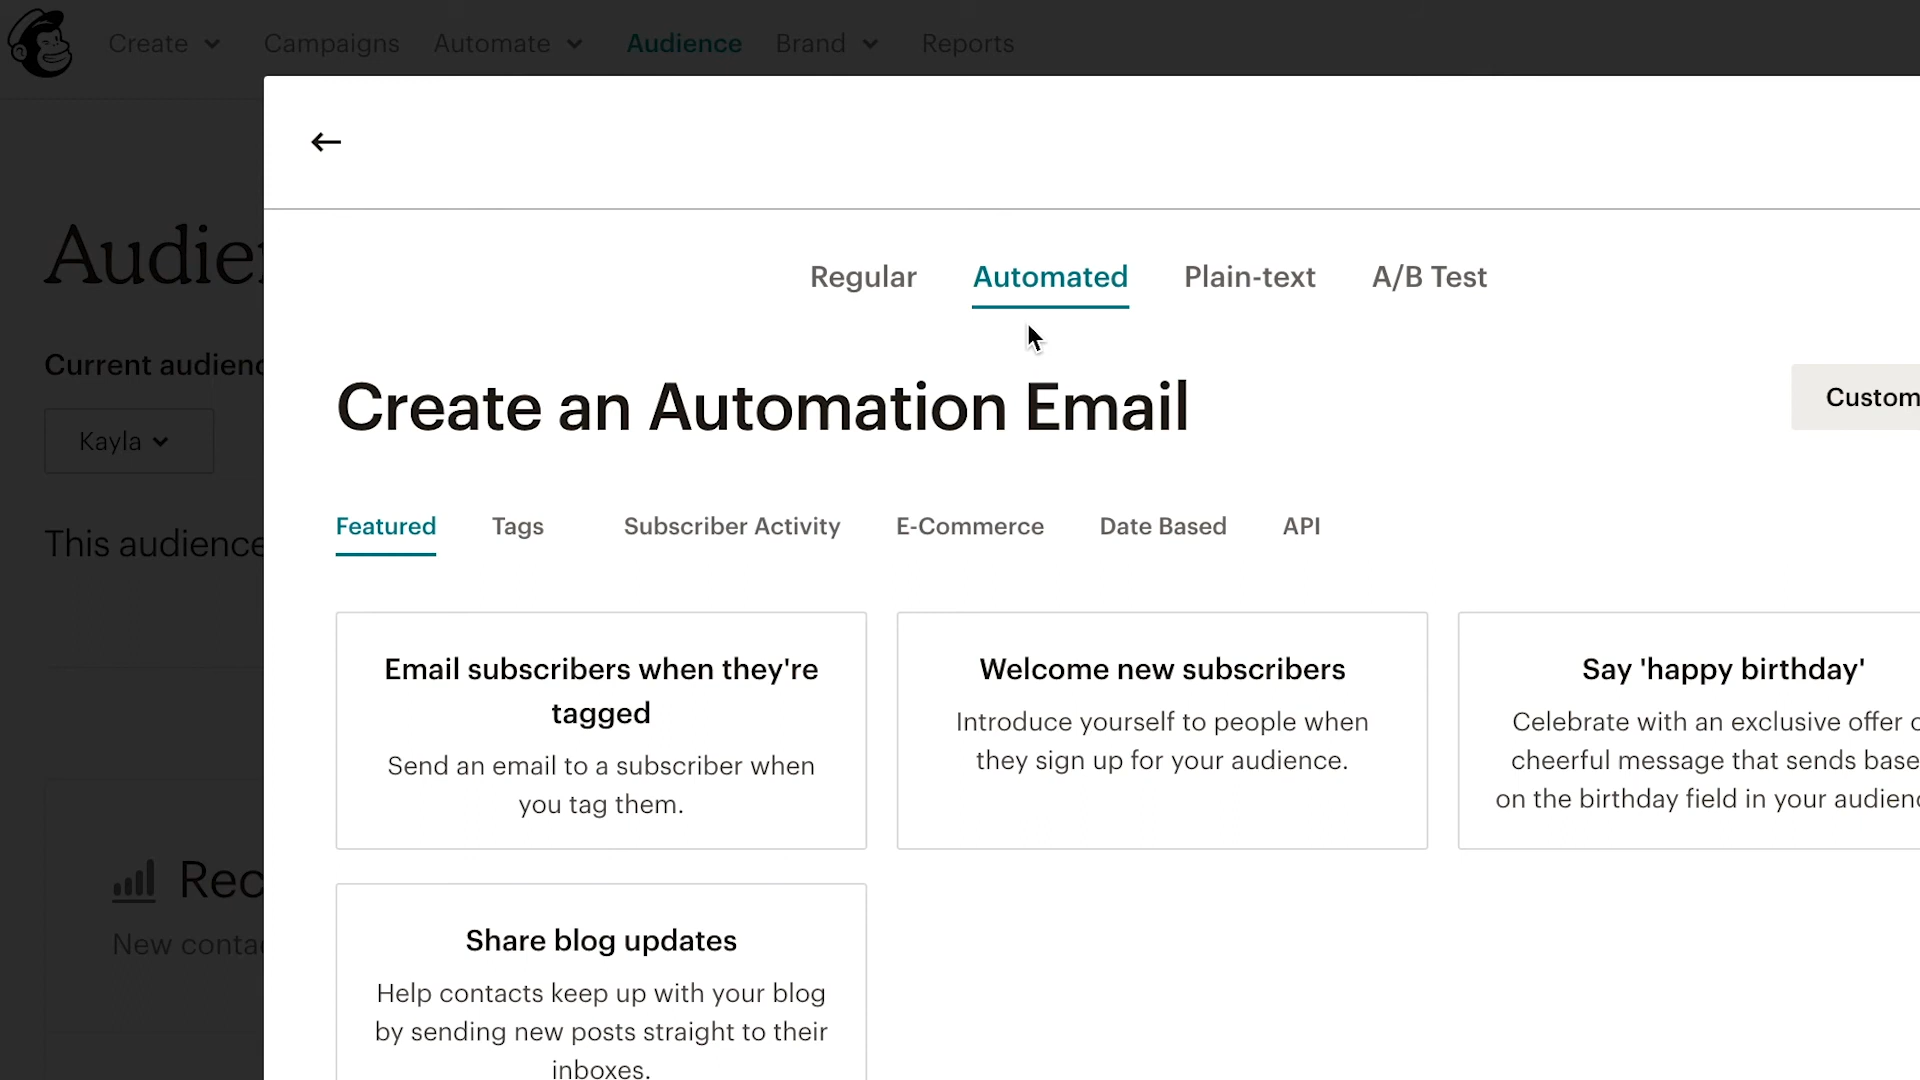 Create Campaigns Automate Audience Brand Reports
Regular Automated Plain-text A/B Test
Audie
Current audienc
Create an Automation Email
Custom
Kayla
Featured Tags Subscriber Activity E-Commerce Date Based API
This audience
Email subscribers when they're
tagged
Send an email to a subscriber when
you tag them.
Welcome new subscribers
Introduce yourself to people when
they sign up for your audience.
Say 'happy birthday'
Celebrate with an exclusive offer
cheerful message that sends base
on the birthday field in your audien
Rec
New conta
Share blog updates
Help contacts keep up with your blog
by sending new posts straight to their
inboxes.